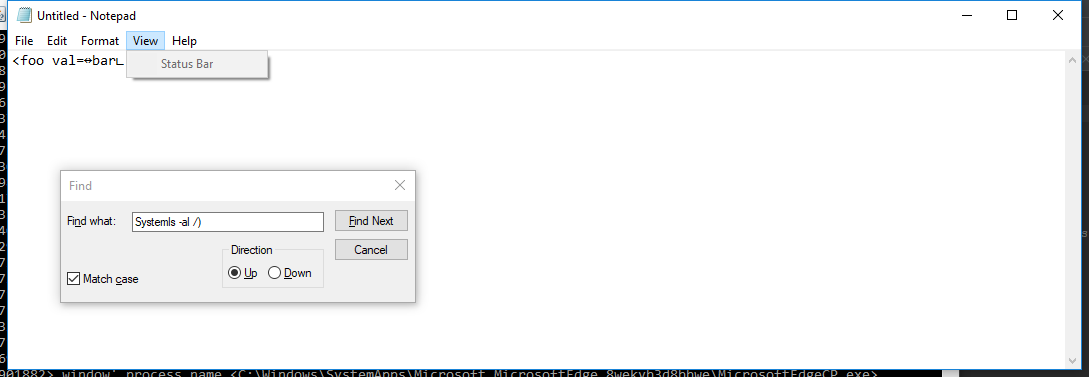 Untitled - Notepad
File Edit Format View Help
<foo val=⇔bar∟
Status Bar
Find
Find what: Systemls -al /) Find Next
Direction Cancel
Up Down
Match case
001882> window' process name <C:\Windows\SystemApps\Microsoft.MicrosoftEdge_8wekyb3d8bbwe\MicrosoftEdgeCP.exe>